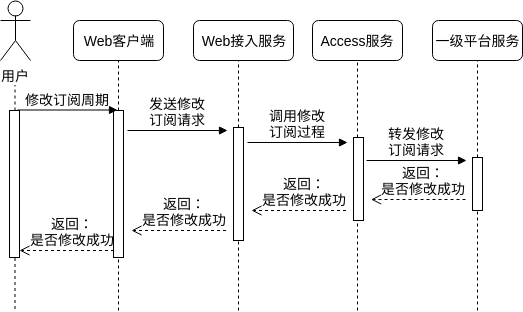 Web客户端
Web接入服务
Access服务
一级平台服务
用户
修改订阅周期
发送修改
订阅请求
调用修改
订阅过程
转发修改
订阅请求
返回：
是否修改成功
返回：
是否修改成功
返回：
是否修改成功
返回：
是否修改成功